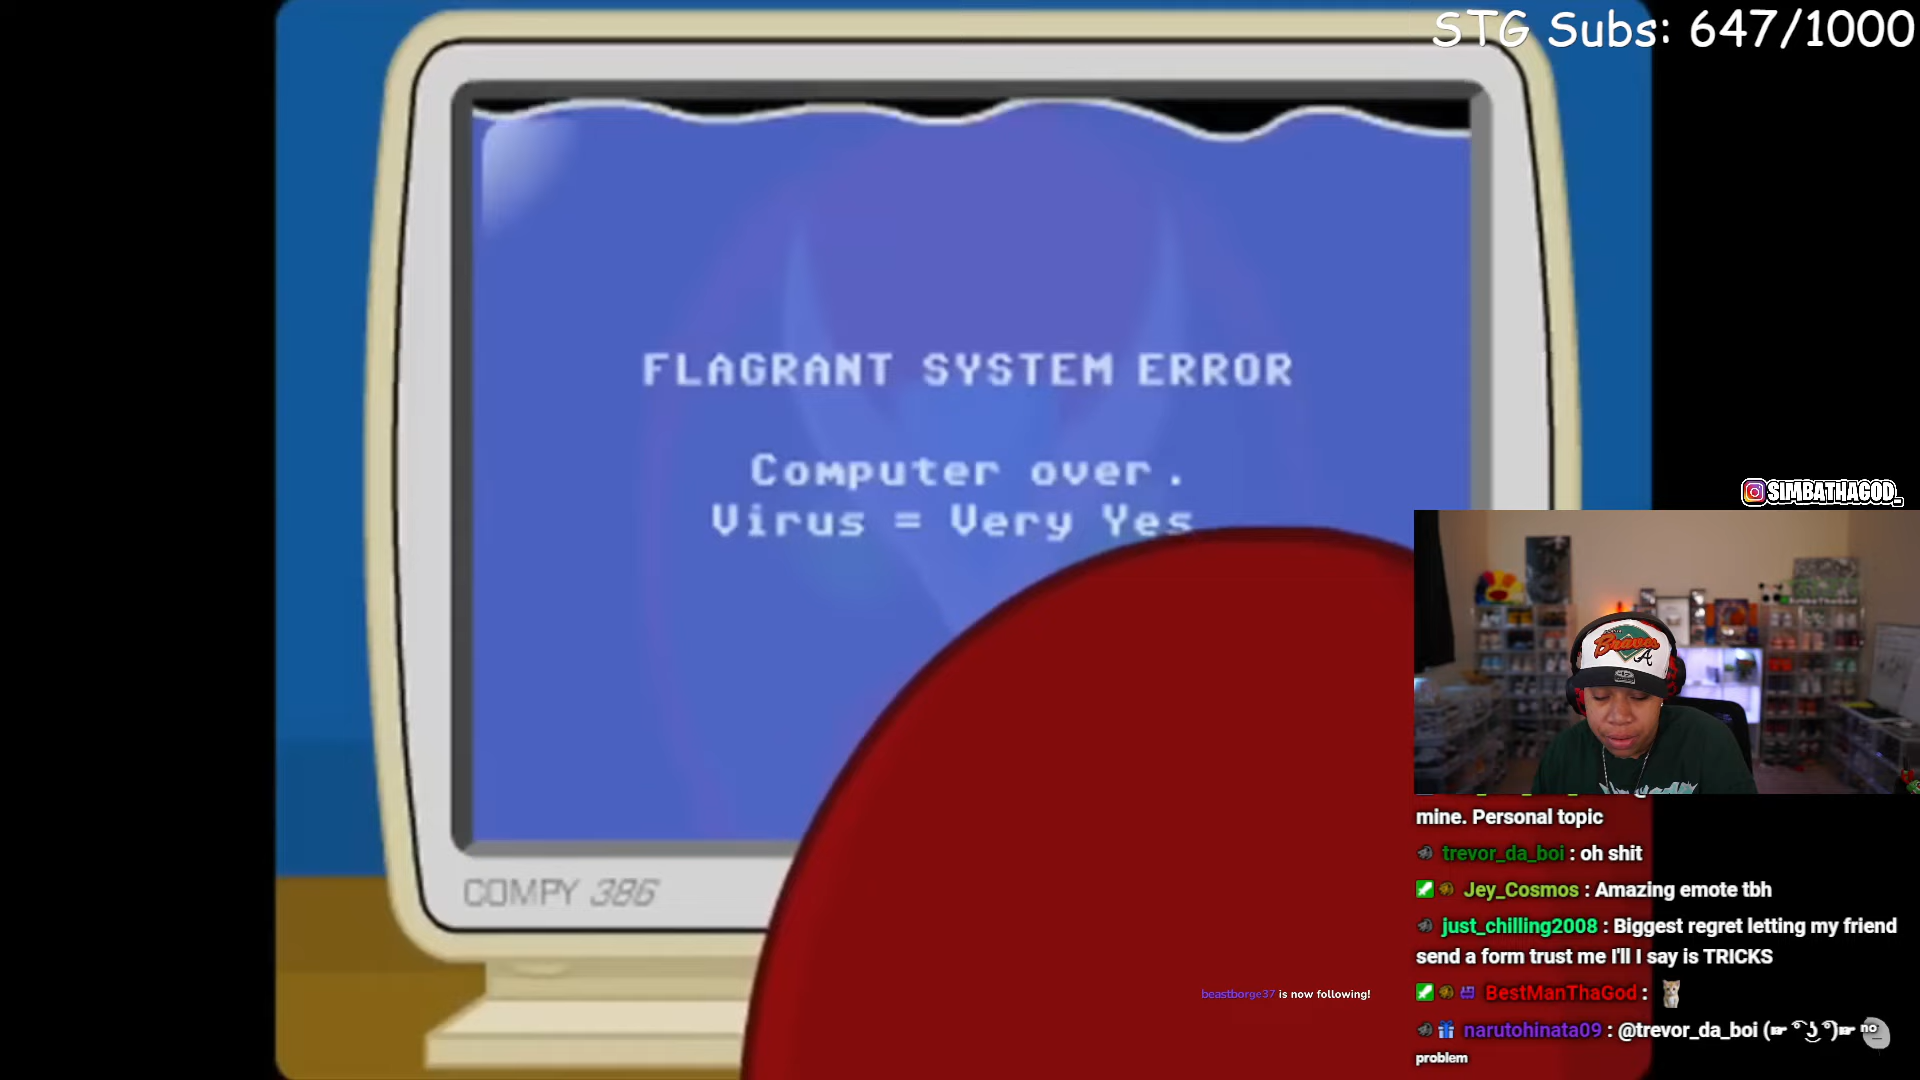 STG Subs: 647/1000
FLAGRANT SYSTEM ERROR
Computer over.
Virus = Very Yes
COMPY 386
SIMBATHAGOD_
Braves
A
mine. Personal topic
trevor_da_boi : oh shit
Jey_Cosmos : Amazing emote tbh
just_chilling2008 : Biggest regret letting my friend
send a form trust me I'll I say is TRICKS
BestManThaGod :
beastborge37 is now following!
narutohinata09 : @trevor_da_boi (☛ ͡° ͜ʖ ͡°)☛ no
problem